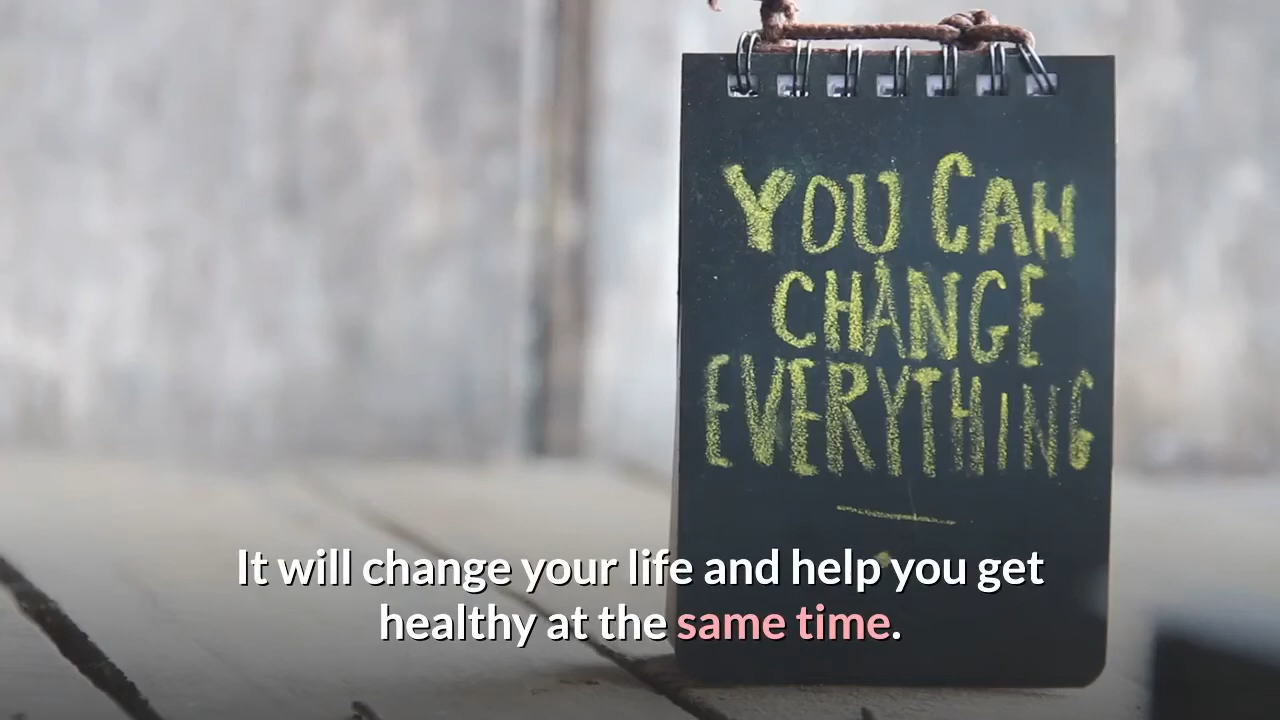 YOU CAN
CHANGE
EVERYTHING
It will change your life and help you get
healthy at the same time.